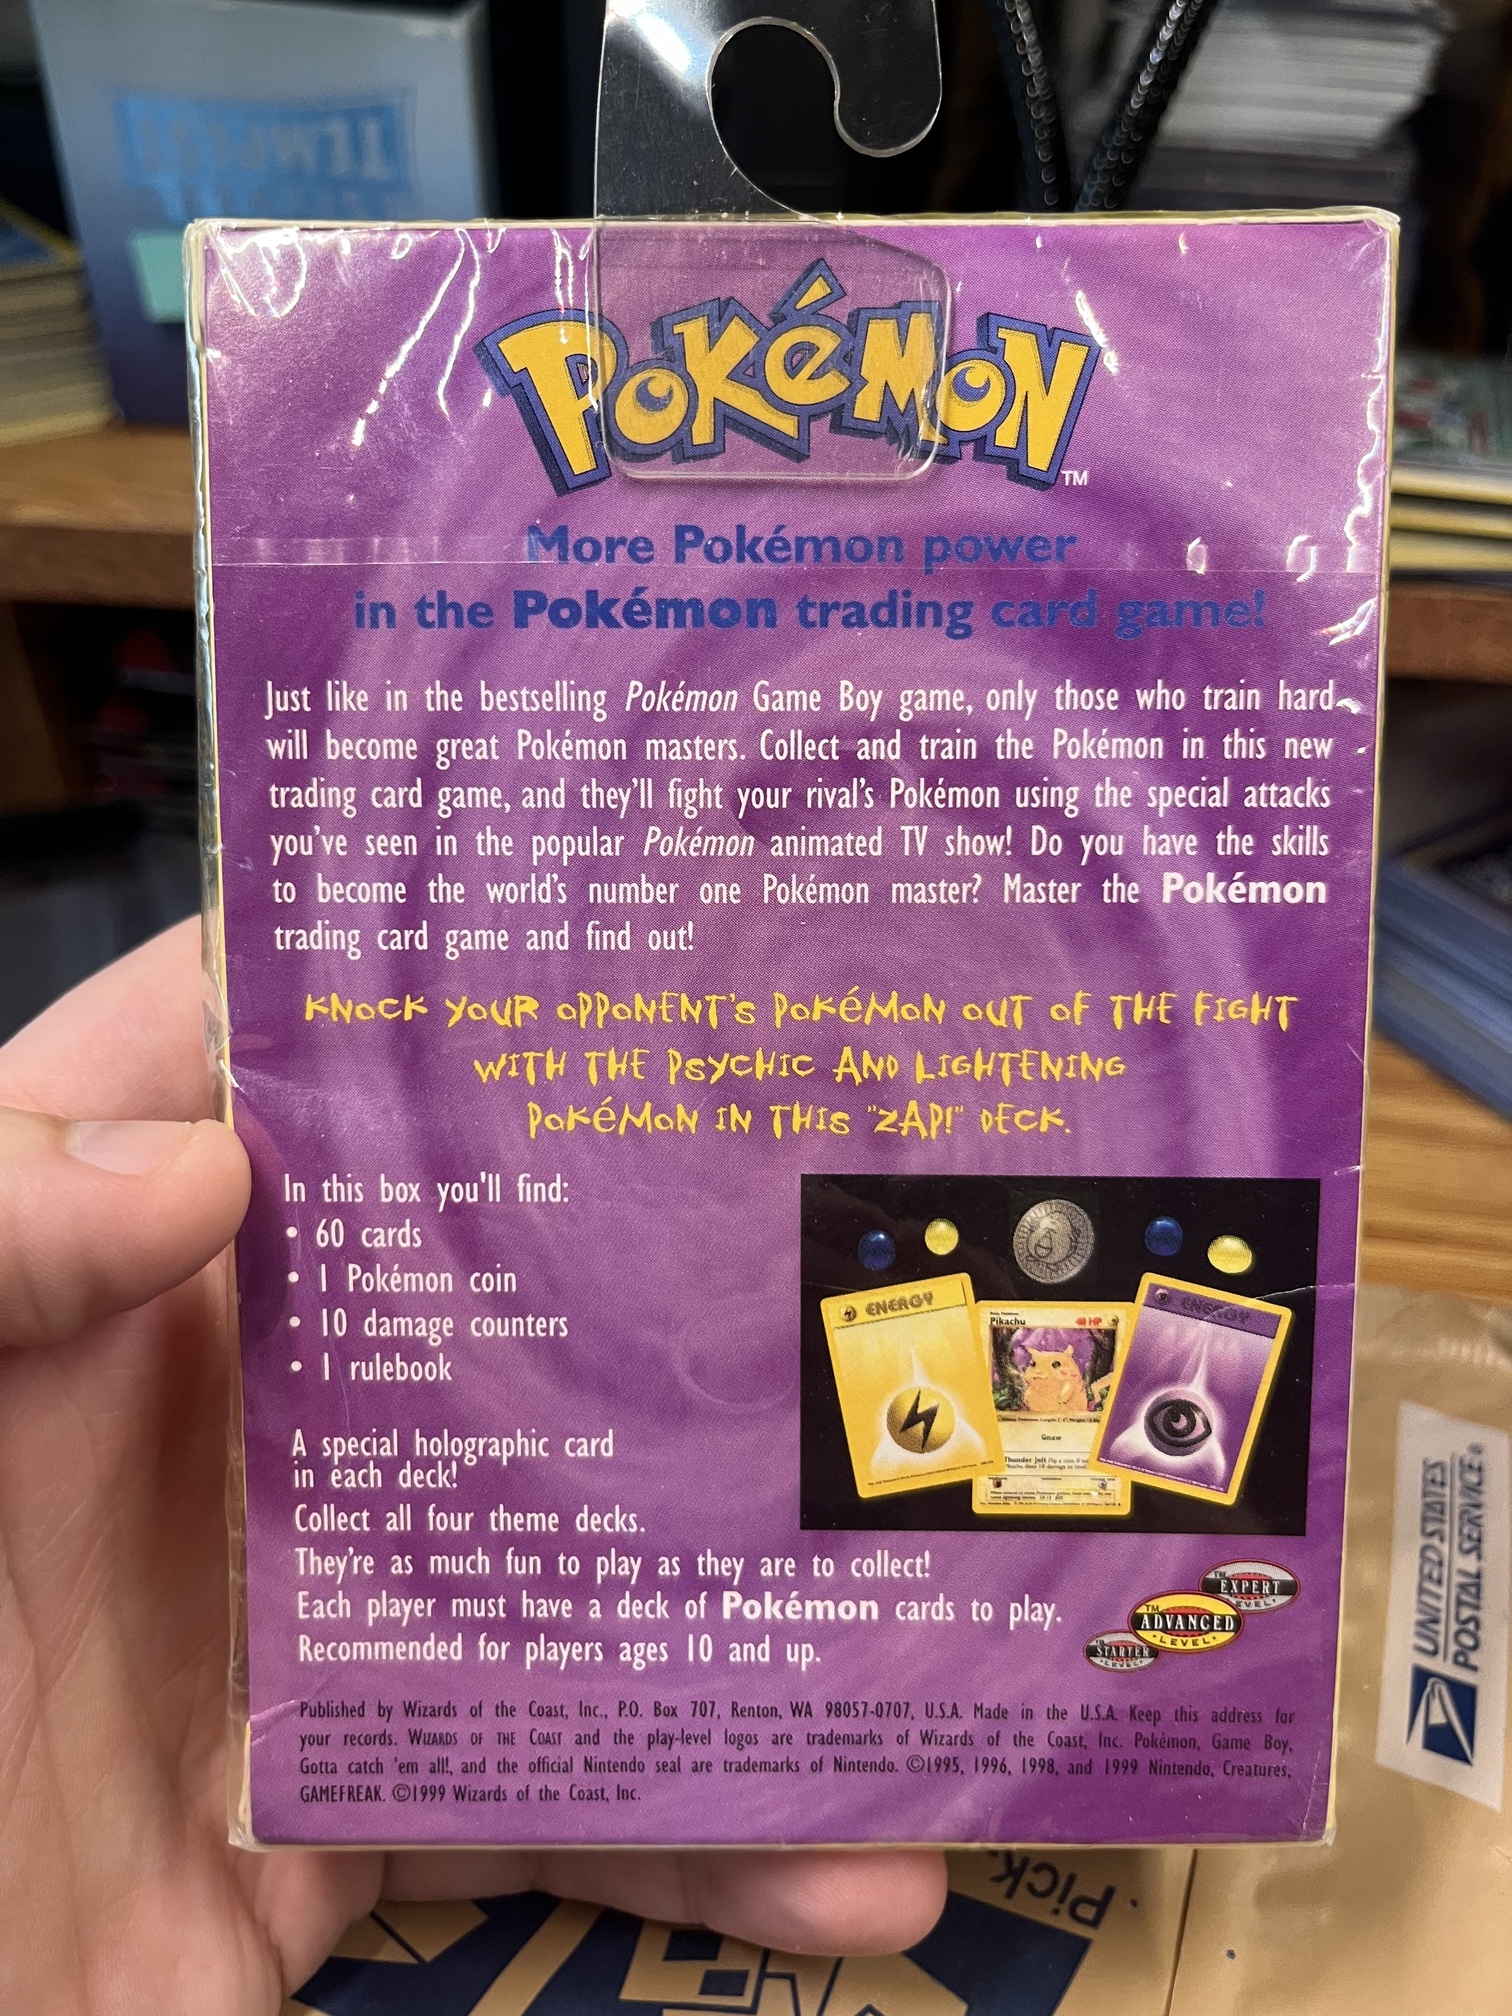 Pokémon
TM
More Pokémon power
in the Pokémon trading card game!
Just like in the bestselling Pokémon Game Boy game, only those who train hard
will become great Pokémon masters. Collect and train the Pokémon in this new
trading card game, and they'll fight your rival's Pokémon using the special attacks
you've seen in the popular Pokémon animated TV show! Do you have the skills
to become the world's number one Pokémon master? Master the Pokémon
trading card game and find out!
KNOCK YOUR OPPONENT'S POKéMON OUT OF THE FIGHT
WITH THE PSYCHIC AND LIGHTENING
POKéMON IN THIS "ZAP!" DECK.
In this box you'll find:
• 60 cards
• 1 Pokémon coin
• 10 damage counters
• 1 rulebook
ENERGY
Pikachu 40 HP
Gnaw
Thunder Jolt
ENERGY
A special holographic card
in each deck!
Collect all four theme decks.
They're as much fun to play as they are to collect!
Each player must have a deck of Pokémon cards to play.
Recommended for players ages 10 and up.
EXPERT
LEVEL
TM
ADVANCED
• LEVEL •
STARTER
LEVEL
Published by Wizards of the Coast, Inc., P.O. Box 707, Renton, WA 98057-0707, U.S.A. Made in the U.S.A. Keep this address for
your records. WIZARDS OF THE COAST and the play-level logos are trademarks of Wizards of the Coast, Inc. Pokémon, Game Boy,
Gotta catch 'em all!, and the official Nintendo seal are trademarks of Nintendo. ©1995, 1996, 1998, and 1999 Nintendo, Creatures,
GAMEFREAK. ©1999 Wizards of the Coast, Inc.
UNITED STATES
POSTAL SERVICE®
Pick.
TEMPEST